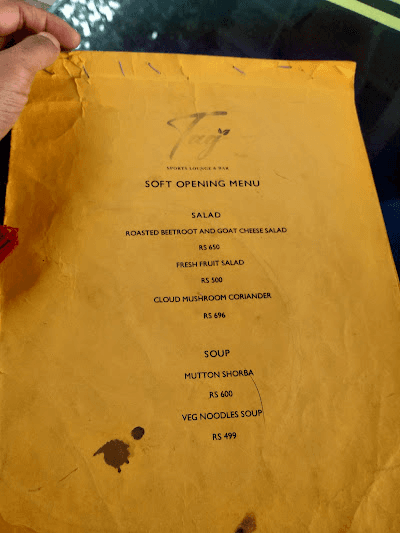 Taj
SPORTS LOUNGE & BAR
SOFT OPENING MENU
SALAD
ROASTED BEETROOT AND GOAT CHEESE SALAD
RS 650
FRESH FRUIT SALAD
RS 500
CLOUD MUSHROOM CORIANDER
RS 696
SOUP
MUTTON SHORBA
RS 600
VEG NOODLES SOUP
RS 499